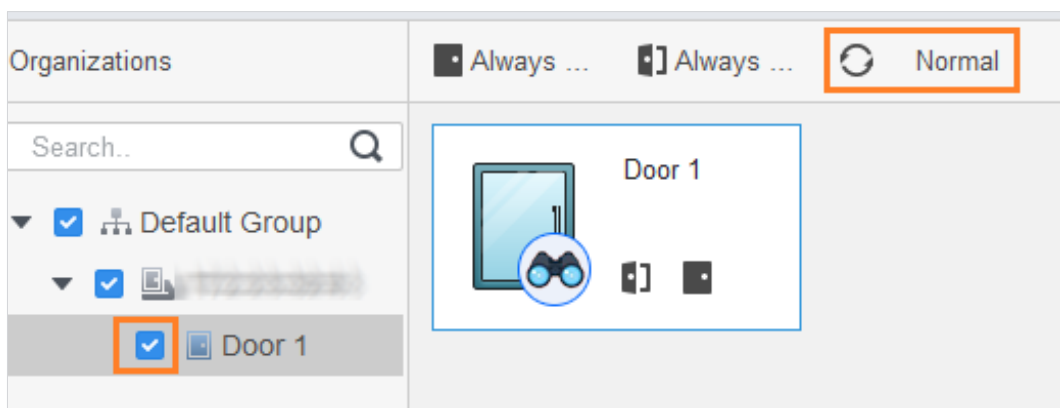 Organizations
Always ...
Always ...
Normal
Search..
Default Group
Door 1
Door 1